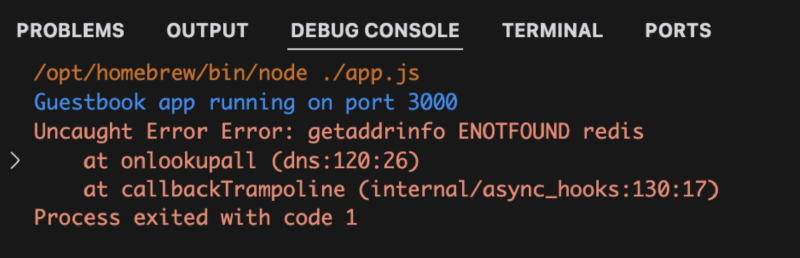 PROBLEMS OUTPUT DEBUG CONSOLE TERMINAL PORTS
/opt/homebrew/bin/node ./app.js
Guestbook app running on port 3000
Uncaught Error Error: getaddrinfo ENOTFOUND redis
at onlookupall (dns:120:26)
at callbackTrampoline (internal/async_hooks:130:17)
Process exited with code 1